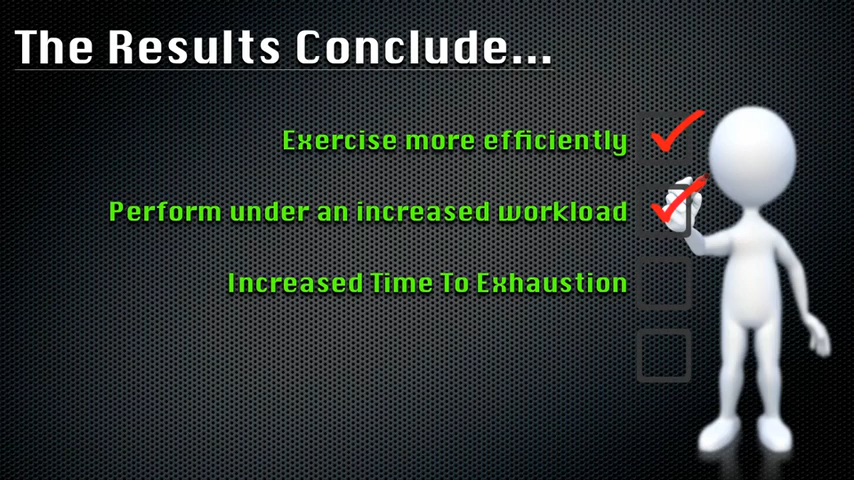 The Results Conclude...
Exercise more efficiently
Perform under an increased workload
Increased Time To Exhaustion